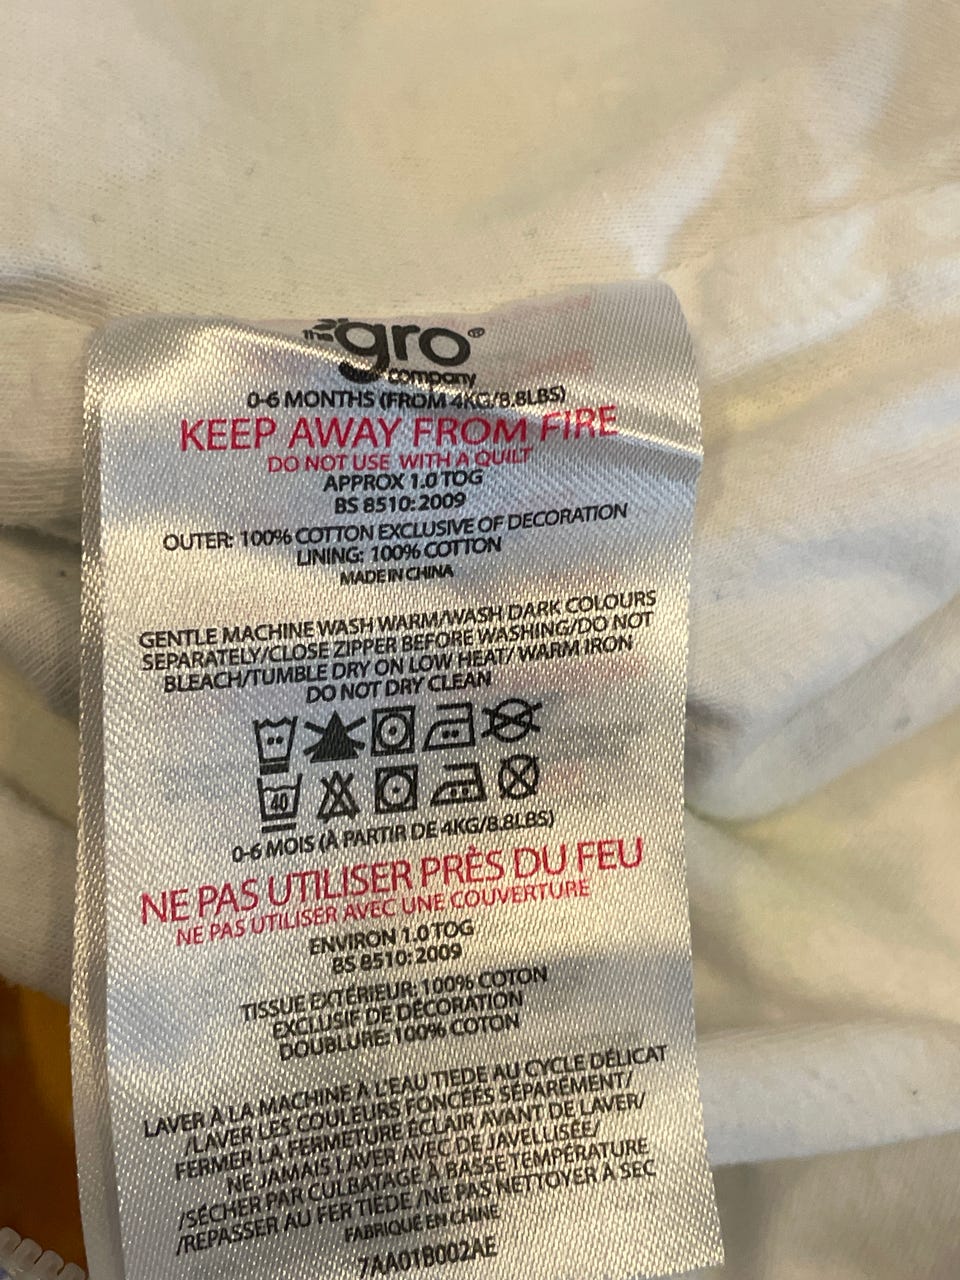 the gro®
company
0-6 MONTHS (FROM 4KG/8.8LBS)
KEEP AWAY FROM FIRE
DO NOT USE WITH A QUILT
APPROX 1.0 TOG
BS 8510:2009
OUTER: 100% COTTON EXCLUSIVE OF DECORATION
LINING: 100% COTTON
MADE IN CHINA
GENTLE MACHINE WASH WARM/WASH DARK COLOURS
SEPARATELY/CLOSE ZIPPER BEFORE WASHING/DO NOT
BLEACH/TUMBLE DRY ON LOW HEAT/ WARM IRON
DO NOT DRY CLEAN
40
0-6 MOIS (À PARTIR DE 4KG/8.8LBS)
NE PAS UTILISER PRÈS DU FEU
NE PAS UTILISER AVEC UNE COUVERTURE
ENVIRON 1.0 TOG
BS 8510:2009
TISSUE EXTÉRIEUR: 100% COTON
EXCLUSIF DE DÉCORATION
DOUBLURE: 100% COTON
LAVER À LA MACHINE À L'EAU TIEDE AU CYCLE DÉLICAT
/LAVER LES COULEURS FONCÉES SÉPAREMENT/
FERMER LA FERMETURE ÉCLAIR AVANT DE LAVER/
NE JAMAIS LAVER AVEC DE JAVELLISÉE/
/SÉCHER PAR CULBATAGE À BASSE TEMPÉRATURE
/REPASSER AU FER TIEDE /NE PAS NETTOYER À SEC
FABRIQUÉ EN CHINE
7AA01B002AE